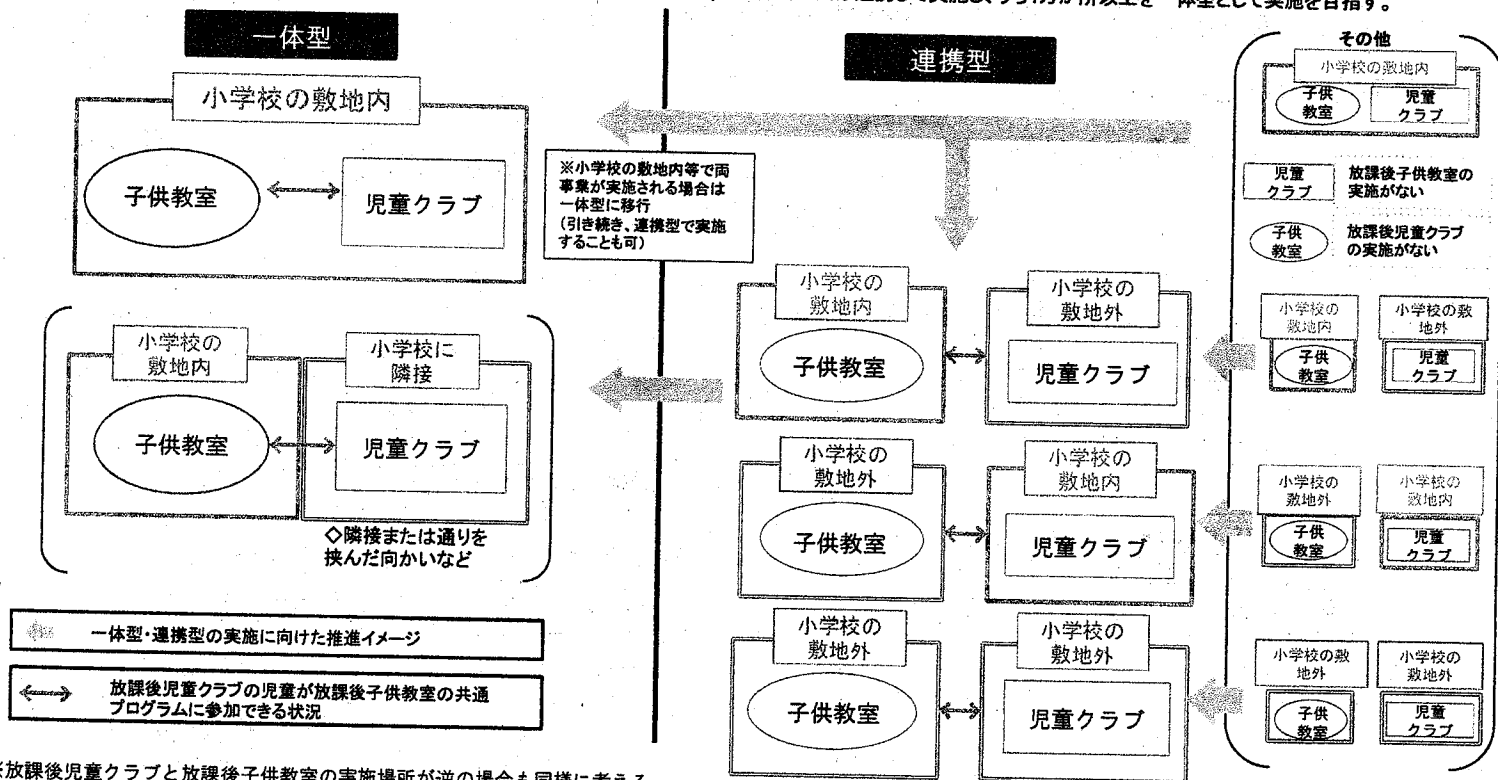 一体型
小学校の敷地内
子供教室
児童クラブ
※小学校の敷地内等で両
事業が実施される場合は
一体型に移行
(引き続き、連携型で実施
することも可)
小学校の
敷地内
小学校に
隣接
子供教室
児童クラブ
◇隣接または通りを
挟んだ向かいなど
一体型・連携型の実施に向けた推進イメージ
放課後児童クラブの児童が放課後子供教室の共通
プログラムに参加できる状況
連携型
小学校の
敷地内
小学校の
敷地外
子供教室
児童クラブ
小学校の
敷地外
小学校の
敷地内
子供教室
児童クラブ
小学校の
敷地外
小学校の
敷地外
子供教室
児童クラブ
その他
小学校の敷地内
子供
教室
児童
クラブ
児童
クラブ
放課後子供教室の
実施がない
子供
教室
放課後児童クラブ
の実施がない
小学校の
敷地内
小学校の敷
地外
子供
教室
児童
クラブ
小学校の
敷地外
小学校の
敷地内
子供
教室
児童
クラブ
小学校の敷
地外
小学校の
敷地外
子供
教室
児童
クラブ
※放課後児童クラブと放課後子供教室の実施場所が逆の場合も同様に考える